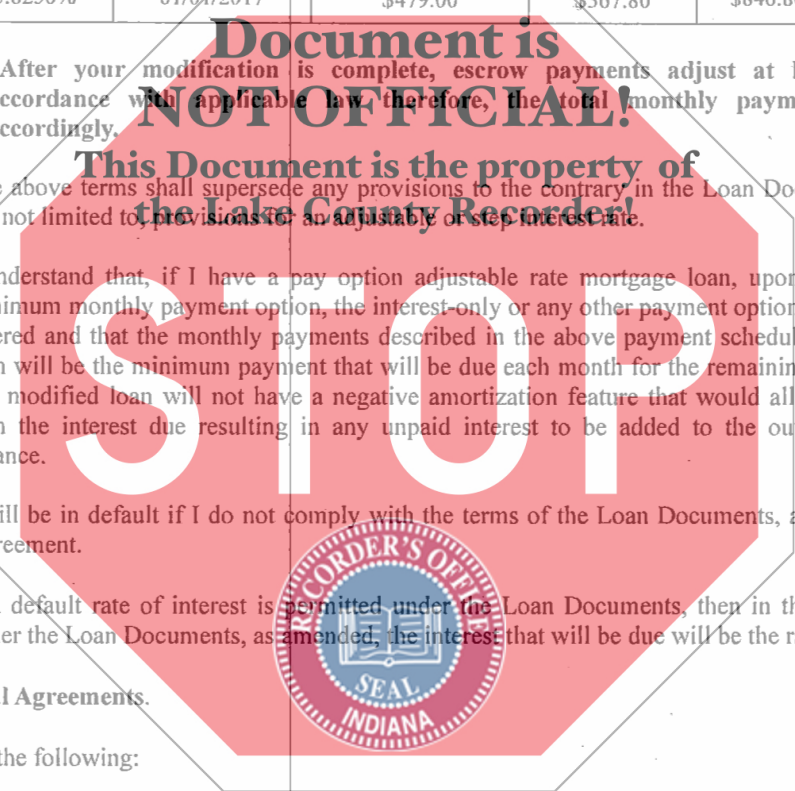 01/01/2017 $479.00 $367.80
Document is
After your modification is complete, escrow payments adjust at
accordance with applicable law therefore, the total monthly
NOT OFFICIAL!
ccordingly.
This Document is the property of
above terms shall supersede any provisions to the contrary in the Loan
not limited to, provisions for an adjustable or step interest rate.
the Lake County Recorder!
nderstand that, if I have a pay option adjustable rate mortgage loan, upon
nimum monthly payment option, the interest-only or any other payment option
ered and that the monthly payments described in the above payment schedul
n will be the minimum payment that will be due each month for the remainin
modified loan will not have a negative amortization feature that would all
n the interest due resulting in any unpaid interest to be added to the ou
ance.
STOP
ill be in default if I do not comply with the terms of the Loan Documents, a
reement.
default rate of interest is permitted under the Loan Documents, then in th
er the Loan Documents, as amended, the interest that will be due will be the r
RECORDER'S OFFICE
SEAL
INDIANA
l Agreements.
the following: